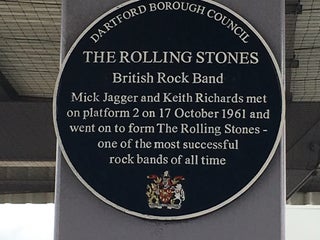 DARTFORD BOROUGH COUNCIL
THE ROLLING STONES
British Rock Band
Mick Jagger and Keith Richards met
on platform 2 on 17 October 1961 and
went on to form The Rolling Stones -
one of the most successful
rock bands of all time